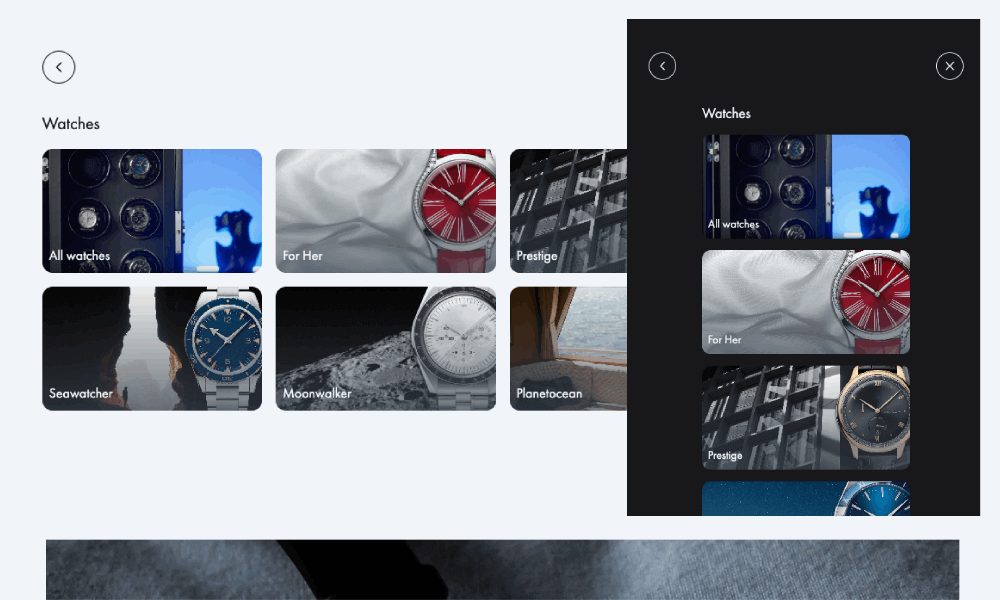 Watches
All watches
For Her
Prestige
Seawatcher
Moonwalker
Planetocean
Watches
All watches
For Her
Prestige